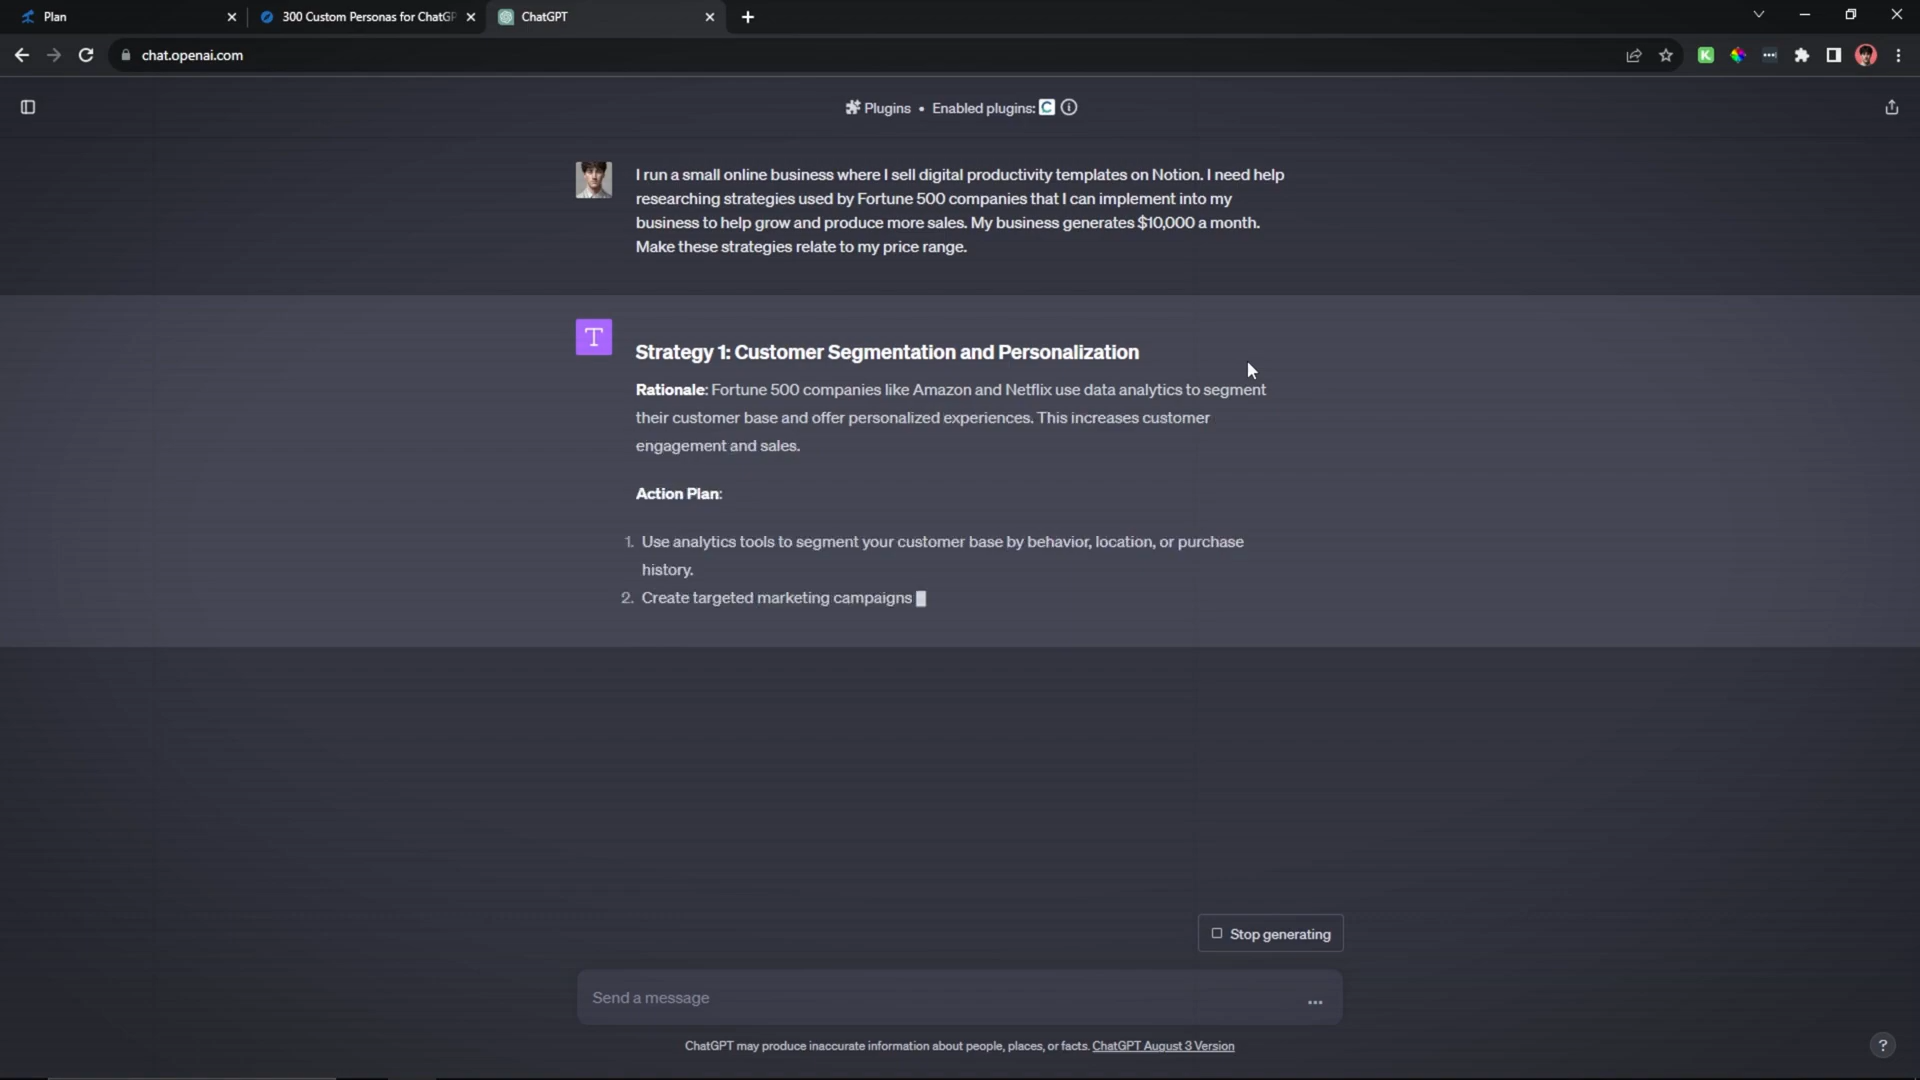 Plan
300 Custom Personas for ChatGP
ChatGPT
chat.openai.com
K
Plugins • Enabled plugins: C
I run a small online business where I sell digital productivity templates on Notion. I need help
researching strategies used by Fortune 500 companies that I can implement into my
business to help grow and produce more sales. My business generates $10,000 a month.
Make these strategies relate to my price range.
T
Strategy 1: Customer Segmentation and Personalization
Rationale: Fortune 500 companies like Amazon and Netflix use data analytics to segment
their customer base and offer personalized experiences. This increases customer
engagement and sales.
Action Plan:
1. Use analytics tools to segment your customer base by behavior, location, or purchase
history.
2. Create targeted marketing campaigns
Stop generating
Send a message
ChatGPT may produce inaccurate information about people, places, or facts. ChatGPT August 3 Version
?